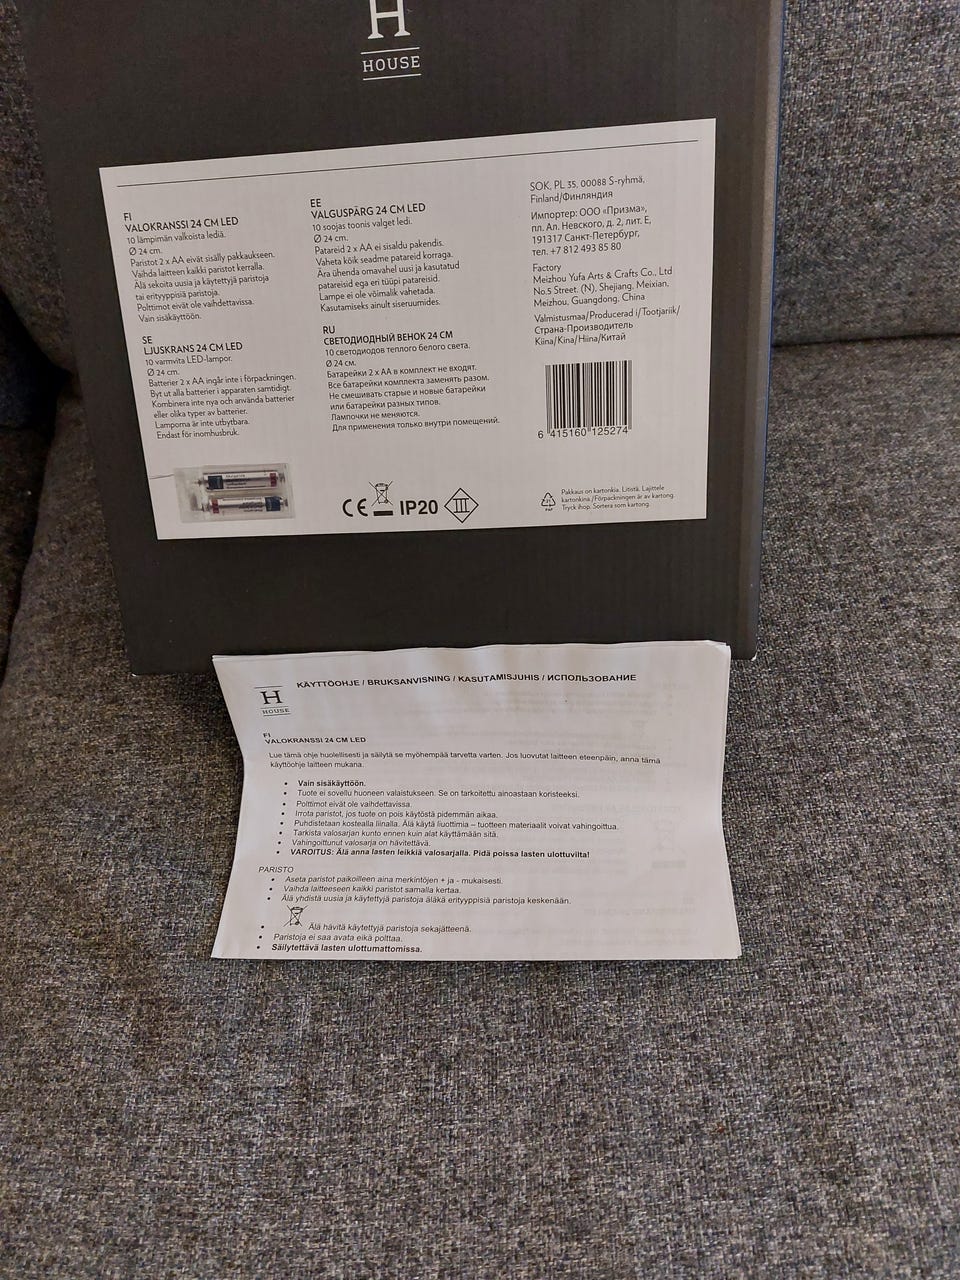 H
HOUSE
FI
VALOKRANSSI 24 CM LED
10 lämpimän valkoista lediä.
Ø 24 cm.
Paristot 2 x AA eivät sisälly pakkaukseen.
Vaihda laitteen kaikki paristot kerralla.
Älä sekoita uusia ja käytettyjä paristoja
tai erityyppisiä paristoja.
Polttimot eivät ole vaihdettavissa.
Vain sisäkäyttöön.
SE
LJUSKRANS 24 CM LED
10 varmvita LED-lampor.
Ø 24 cm.
Batterier 2 x AA ingår inte i förpackningen.
Byt ut alla batterier i apparaten samtidigt.
Kombinera inte nya och använda batterier
eller olika typer av batterier.
Lamporna är inte utbytbara.
Endast för inomhusbruk.
EE
VALGUSPÄRG 24 CM LED
10 soojas toonis valget ledi.
Ø 24 cm.
Patareid 2 x AA ei sisaldu pakendis.
Vaheta kõik seadme patareid korraga.
Ära ühenda omavahel uusi ja kasutatud
patareisid ega eri tüüpi patareisid.
Lampe ei ole võimalik vahetada.
Kasutamiseks ainult siseruumides.
RU
СВЕТОДИОДНЫЙ ВЕНОК 24 СМ
10 светодиодов теплого белого света.
Ø 24 см.
Батарейки 2 x AA в комплект не входят.
Все батарейки комплекта заменять разом.
Не смешивать старые и новые батарейки
или батарейки разных типов.
Лампочки не меняются.
Для применения только внутри помещений.
SOK, PL 35, 00088 S-ryhmä,
Finland/Финляндия
Импортер: ООО «Призма»,
пл. Ал. Невского, д. 2, лит. Е,
191317 Санкт-Петербург,
тел. +7 812 493 85 80
Factory
Meizhou Yufa Arts & Crafts Co., Ltd
No.5 Street. (N), Shejiang, Meixian,
Meizhou, Guangdong, China
Valmistusmaa/Producerad i/Tootjariik/
Страна-Производитель
Kiina/Kina/Hiina/Китай
6 415160 125274
CE IP20 III
PAP
Pakkaus on kartonkia. Litistä. Lajittele
kartonkina./Förpackningen är av kartong.
Tryck ihop. Sortera som kartong.
H
HOUSE
KÄYTTÖOHJE / BRUKSANVISNING / KASUTAMISJUHIS / ИСПОЛЬЗОВАНИЕ
FI
VALOKRANSSI 24 CM LED
Lue tämä ohje huolellisesti ja säilytä se myöhempää tarvetta varten. Jos luovutat laitteen eteenpäin, anna tämä
käyttöohje laitteen mukana.
• Vain sisäkäyttöön.
• Tuote ei sovellu huoneen valaistukseen. Se on tarkoitettu ainoastaan koristeeksi.
• Polttimot eivät ole vaihdettavissa.
• Irrota paristot, jos tuote on pois käytöstä pidemmän aikaa.
• Puhdistetaan kostealla liinalla. Älä käytä liuottimia – tuotteen materiaalit voivat vahingoittua.
• Tarkista valosarjan kunto ennen kuin alat käyttämään sitä.
• Vahingoittunut valosarja on hävitettävä.
• VAROITUS: Älä anna lasten leikkiä valosarjalla. Pidä poissa lasten ulottuvilta!
PARISTO
• Aseta paristot paikoilleen aina merkintöjen + ja - mukaisesti.
• Vaihda laitteeseen kaikki paristot samalla kertaa.
• Älä yhdistä uusia ja käytettyjä paristoja äläkä erityyppisiä paristoja keskenään.
• Älä hävitä käytettyjä paristoja sekajätteenä.
• Paristoja ei saa avata eikä polttaa.
• Säilytettävä lasten ulottumattomissa.